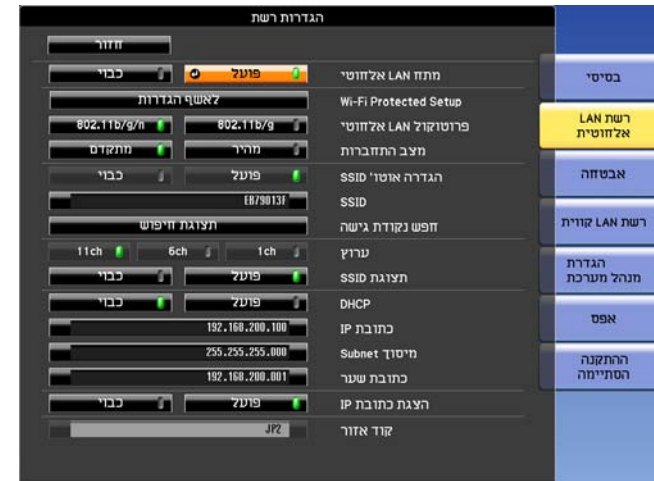 הגדרות רשת
חזור
מתח LAN אלחוטי פועל כבוי
Wi-Fi Protected Setup לאשף הגדרות
פרוטוקול LAN אלחוטי 802.11b/g 802.11b/g/n
מצב התחברות מהיר מתקדם
הגדרה אוטו' SSID פועל כבוי
SSID EB79013F
חפש נקודת גישה תצוגת חיפוש
ערוץ 1ch 6ch 11ch
תצוגת SSID פועל כבוי
DHCP פועל כבוי
כתובת IP 192.168.200.100
מיסוך Subnet 255.255.255.000
כתובת שער 192.168.200.001
הצגת כתובת IP פועל כבוי
קוד אזור JP2
בסיסי
רשת LAN
אלחוטית
אבטחה
רשת LAN קווית
הגדרת
מנהל מערכת
אפס
ההתקנה
הסתיימה